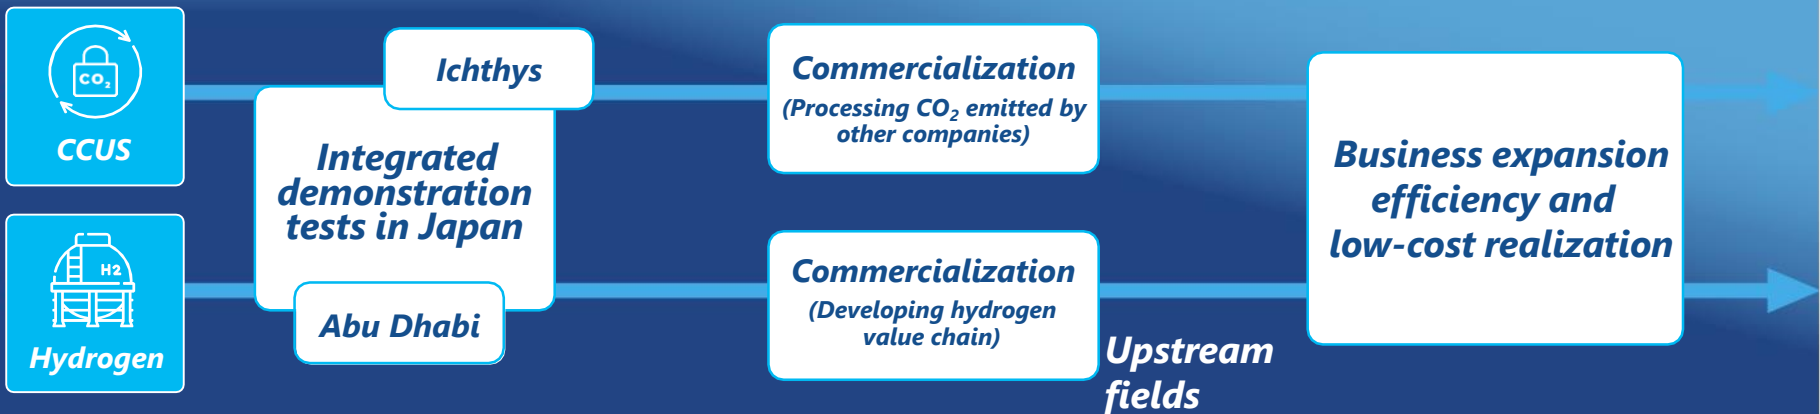 CO₂
CCUS
Ichthys
Integrated
demonstration
tests in Japan
Abu Dhabi
H2
Hydrogen
Commercialization
(Processing CO₂ emitted by
other companies)
Commercialization
(Developing hydrogen
value chain)
Upstream
fields
Business expansion
efficiency and
low-cost realization